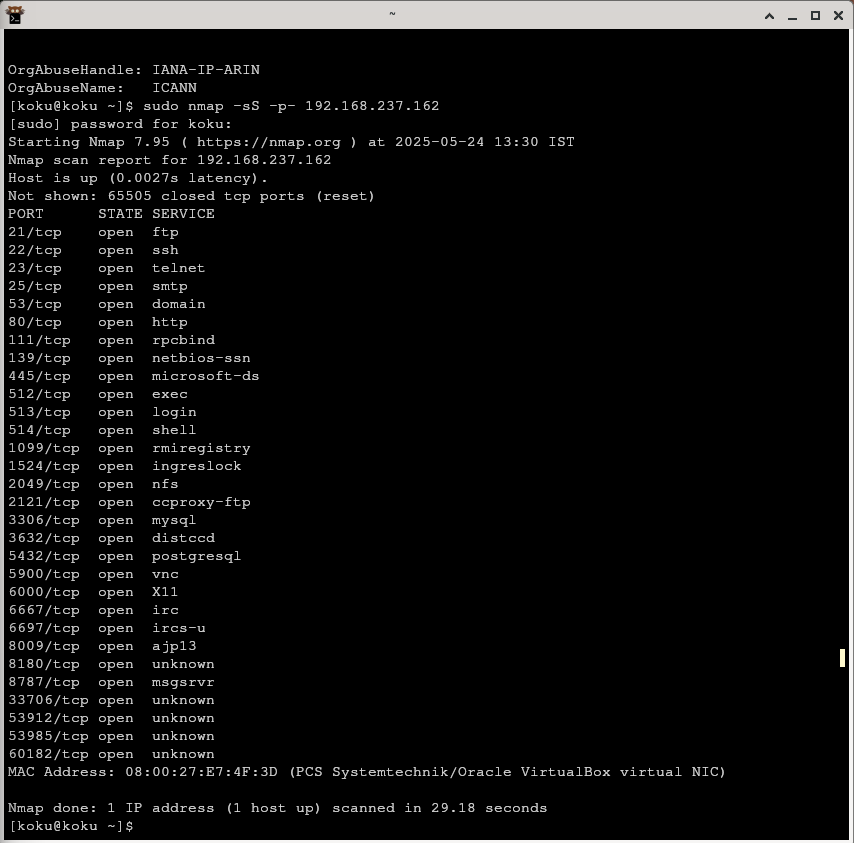 ~
OrgAbuseHandle: IANA-IP-ARIN
OrgAbuseName:   ICANN
[koku@koku ~]$ sudo nmap -sS -p- 192.168.237.162
[sudo] password for koku:
Starting Nmap 7.95 ( https://nmap.org ) at 2025-05-24 13:30 IST
Nmap scan report for 192.168.237.162
Host is up (0.0027s latency).
Not shown: 65505 closed tcp ports (reset)
PORT      STATE SERVICE
21/tcp    open  ftp
22/tcp    open  ssh
23/tcp    open  telnet
25/tcp    open  smtp
53/tcp    open  domain
80/tcp    open  http
111/tcp   open  rpcbind
139/tcp   open  netbios-ssn
445/tcp   open  microsoft-ds
512/tcp   open  exec
513/tcp   open  login
514/tcp   open  shell
1099/tcp  open  rmiregistry
1524/tcp  open  ingreslock
2049/tcp  open  nfs
2121/tcp  open  ccproxy-ftp
3306/tcp  open  mysql
3632/tcp  open  distccd
5432/tcp  open  postgresql
5900/tcp  open  vnc
6000/tcp  open  X11
6667/tcp  open  irc
6697/tcp  open  ircs-u
8009/tcp  open  ajp13
8180/tcp  open  unknown
8787/tcp  open  msgsrvr
33706/tcp open  unknown
53912/tcp open  unknown
53985/tcp open  unknown
60182/tcp open  unknown
MAC Address: 08:00:27:E7:4F:3D (PCS Systemtechnik/Oracle VirtualBox virtual NIC)
Nmap done: 1 IP address (1 host up) scanned in 29.18 seconds
[koku@koku ~]$